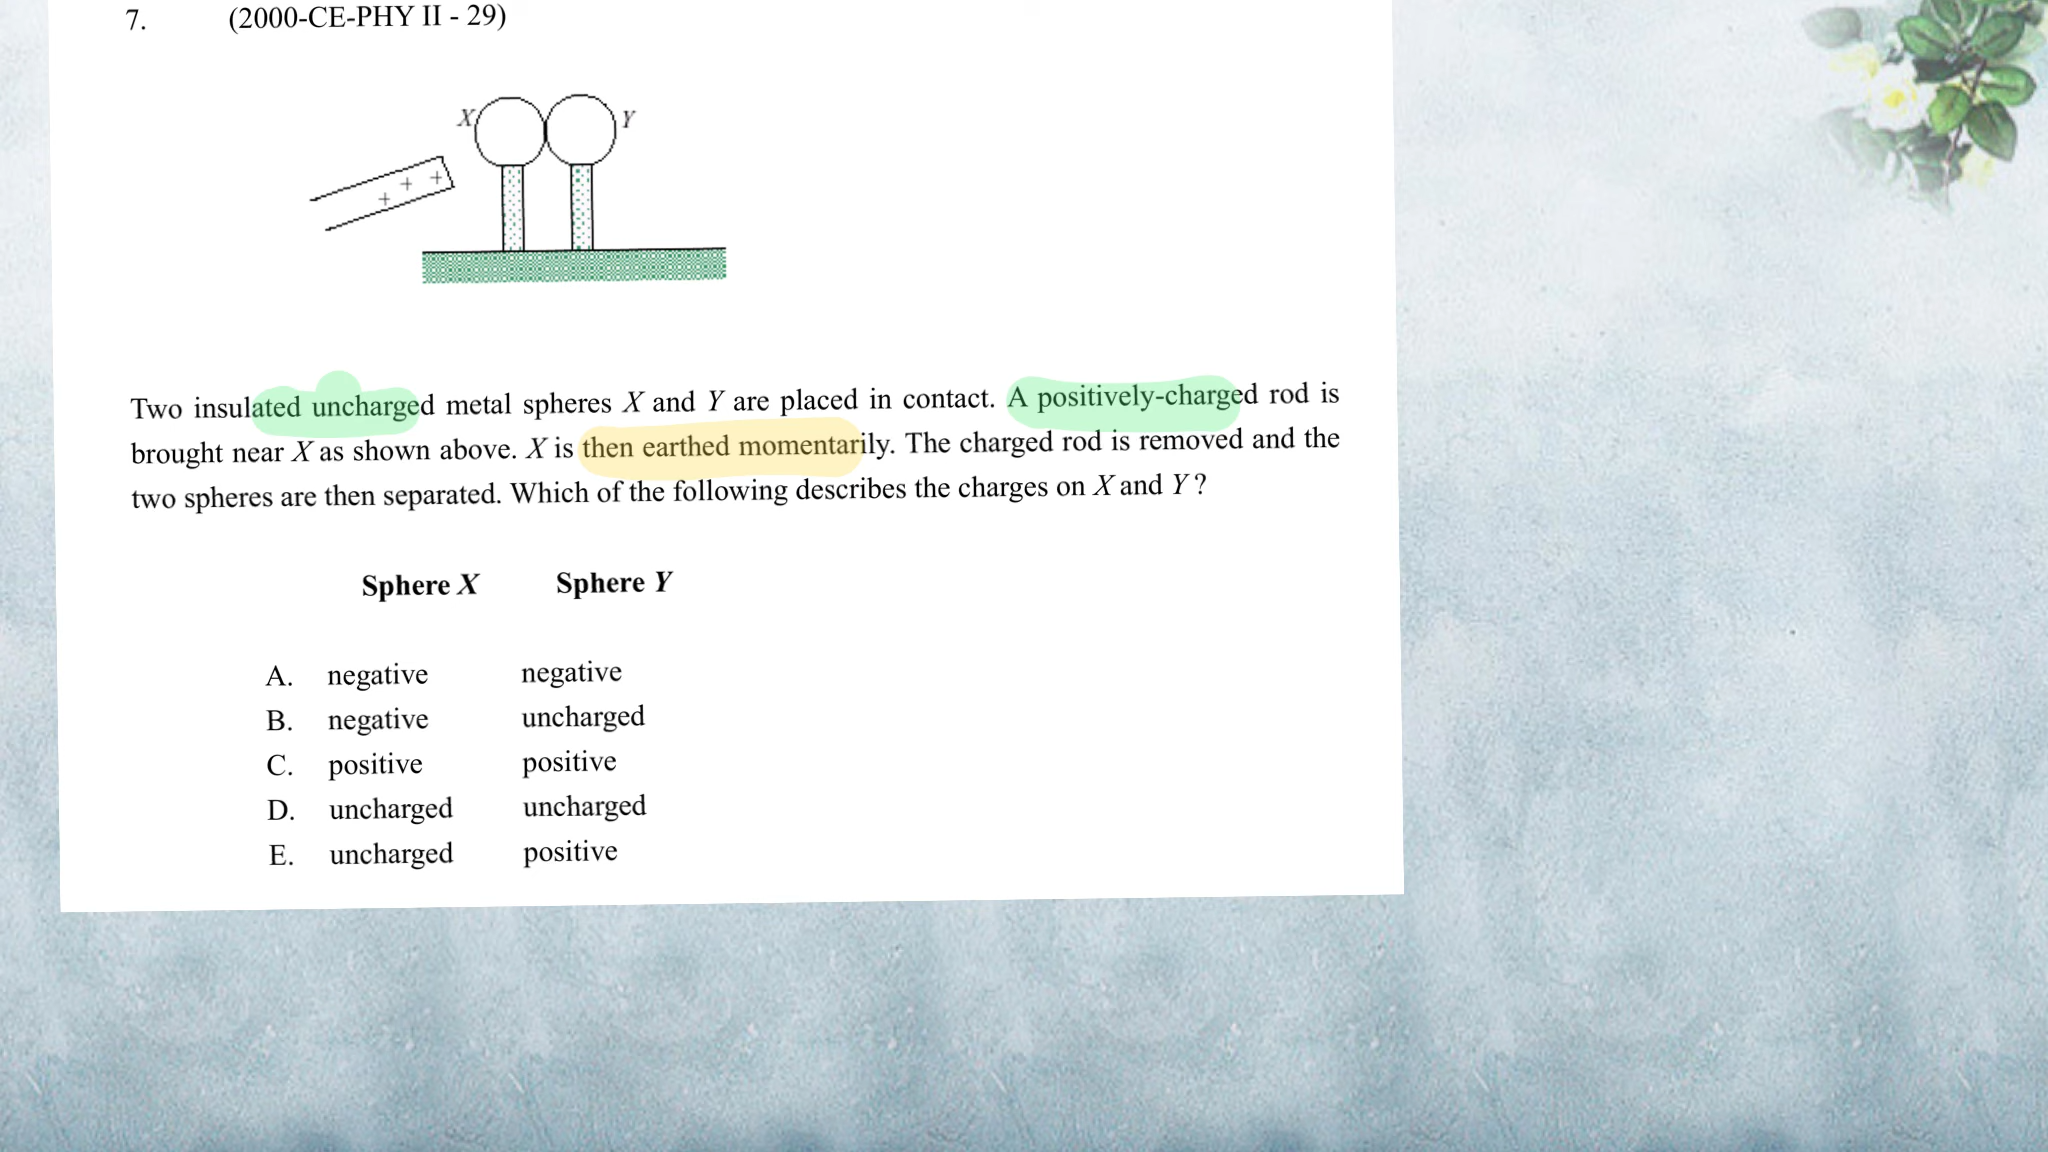 7. (2000-CE-PHY II - 29)
X Y
+ + +
Two insulated uncharged metal spheres X and Y are placed in contact. A positively-charged rod is
brought near X as shown above. X is then earthed momentarily. The charged rod is removed and the
two spheres are then separated. Which of the following describes the charges on X and Y ?
Sphere X Sphere Y
A. negative negative
B. negative uncharged
C. positive positive
D. uncharged uncharged
E. uncharged positive